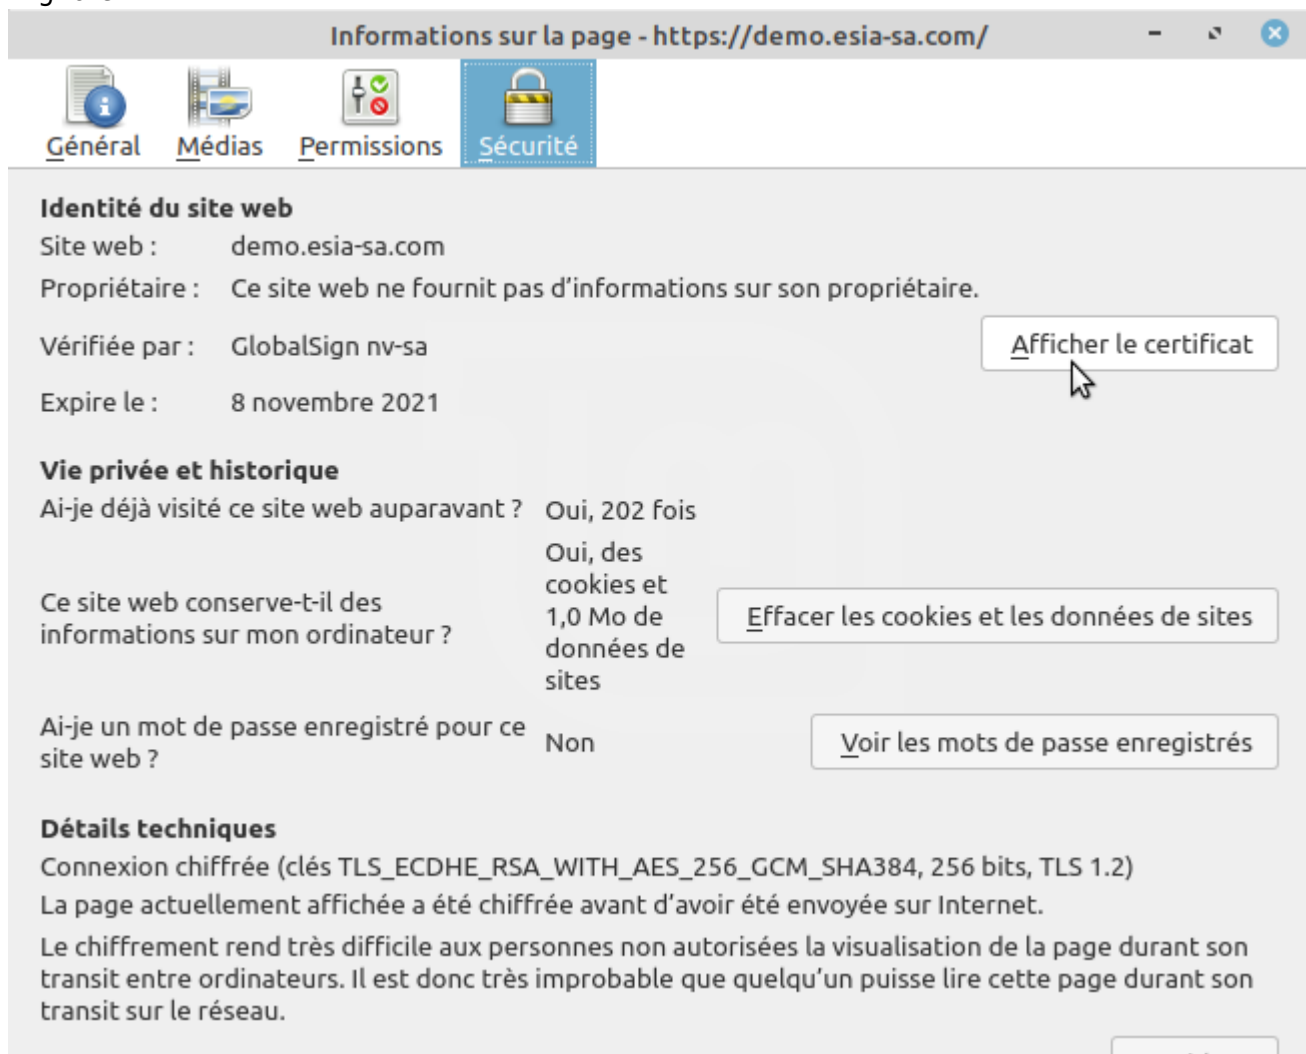 Informations sur la page - https://demo.esia-sa.com/
Général Médias Permissions Sécurité
Identité du site web
Site web : demo.esia-sa.com
Propriétaire : Ce site web ne fournit pas d’informations sur son propriétaire.
Vérifiée par : GlobalSign nv-sa
Afficher le certificat
Expire le : 8 novembre 2021
Vie privée et historique
Ai-je déjà visité ce site web auparavant ? Oui, 202 fois
Ce site web conserve-t-il des
informations sur mon ordinateur ?
Oui, des
cookies et
1,0 Mo de
données de
sites
Effacer les cookies et les données de sites
Ai-je un mot de passe enregistré pour ce
site web ?
Non
Voir les mots de passe enregistrés
Détails techniques
Connexion chiffrée (clés TLS_ECDHE_RSA_WITH_AES_256_GCM_SHA384, 256 bits, TLS 1.2)
La page actuellement affichée a été chiffrée avant d’avoir été envoyée sur Internet.
Le chiffrement rend très difficile aux personnes non autorisées la visualisation de la page durant son
transit entre ordinateurs. Il est donc très improbable que quelqu’un puisse lire cette page durant son
transit sur le réseau.